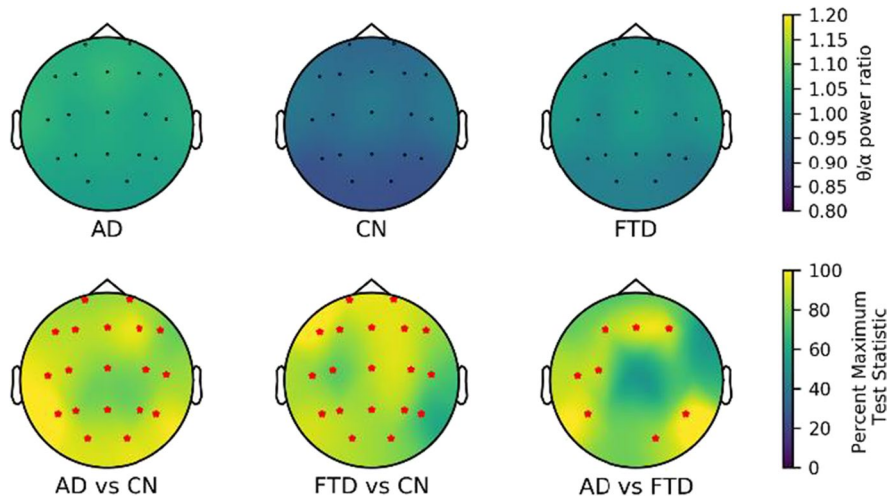 AD
CN
FTD
1.20
1.15
1.10
1.05
1.00
0.95
0.90
0.85
0.80
θ/α power ratio
AD vs CN
FTD vs CN
AD vs FTD
100
80
60
40
20
0
Percent Maximum
Test Statistic